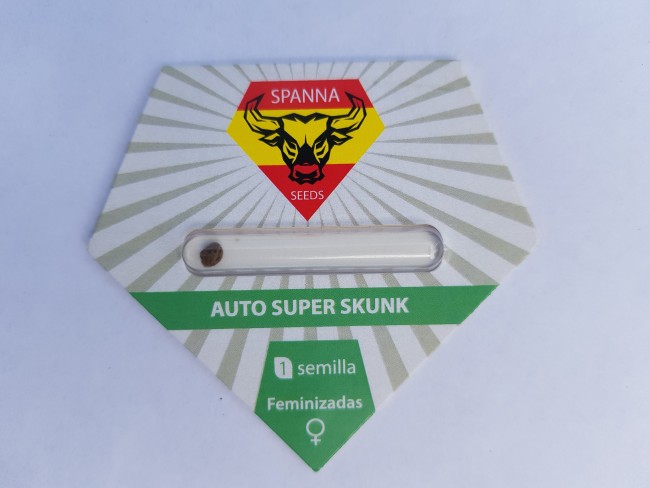 SPANNA
SEEDS
AUTO SUPER SKUNK
1 semilla
Feminizadas